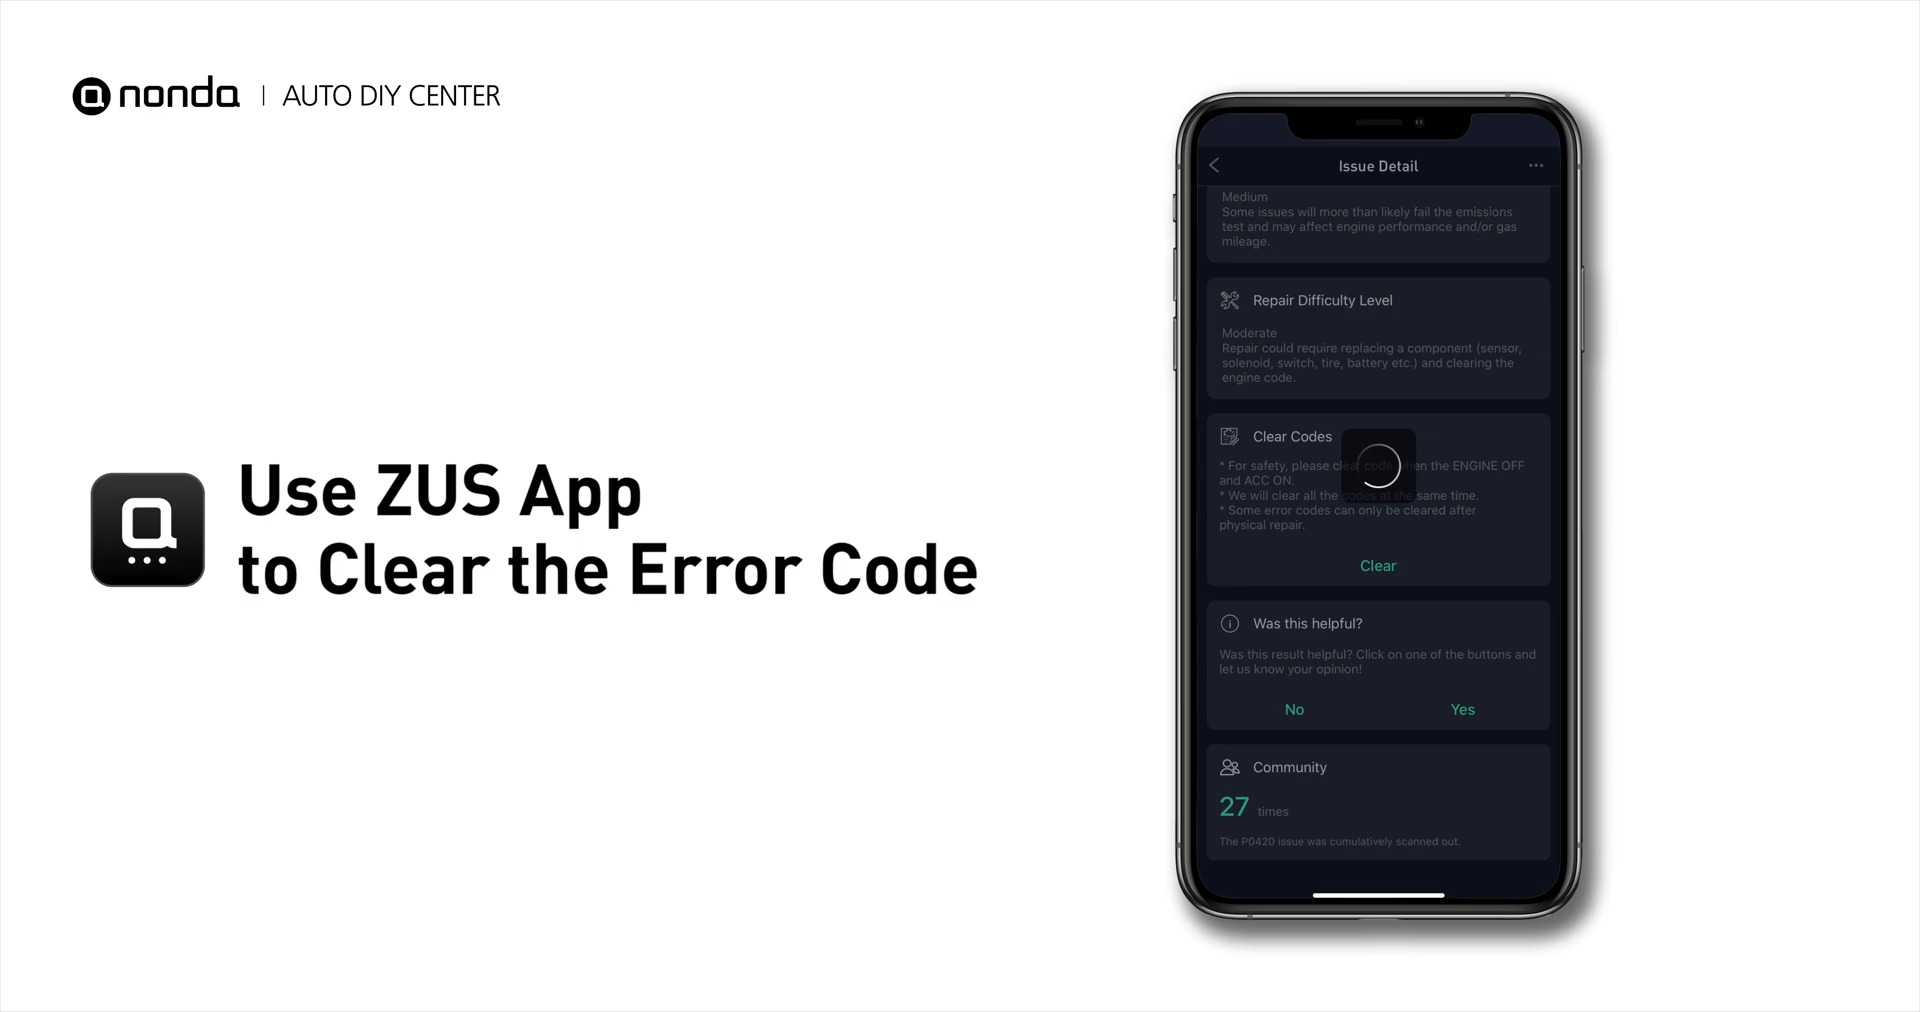 nonda | AUTO DIY CENTER
Use ZUS App
to Clear the Error Code
Issue Detail
Medium
Some issues will more than likely fail the emissions
test and may affect engine performance and/or gas
mileage.
Repair Difficulty Level
Moderate
Repair could require replacing a component (sensor,
solenoid, switch, tire, battery etc.) and clearing the
engine code.
Clear Codes
* For safety, please clear code when the ENGINE OFF
and ACC ON.
* We will clear all the codes at the same time.
* Some error codes can only be cleared after
physical repair.
Clear
Was this helpful?
Was this result helpful? Click on one of the buttons and
let us know your opinion!
No Yes
Community
27 times
The P0420 issue was cumulatively scanned out.